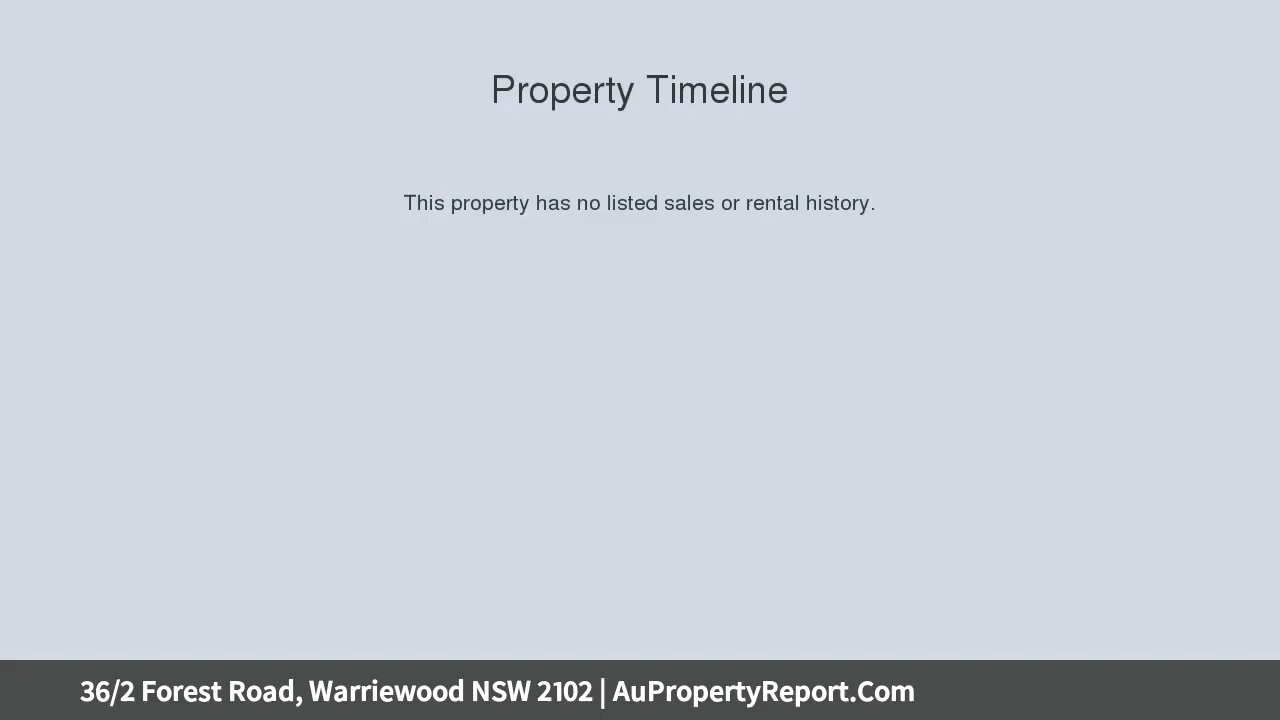 Property Timeline
This property has no listed sales or rental history.
36/2 Forest Road, Warriewood NSW 2102 | AuPropertyReport.Com